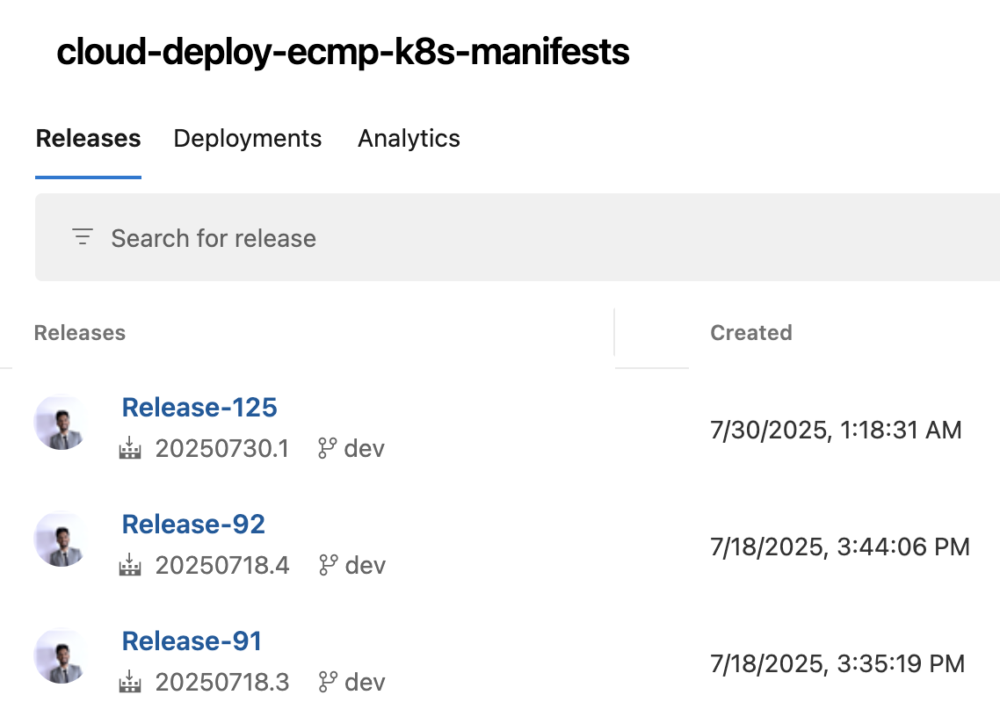 cloud-deploy-ecmp-k8s-manifests
Releases Deployments Analytics
Search for release
Releases Created
Release-125
7/30/2025, 1:18:31 AM
20250730.1 dev
Release-92
7/18/2025, 3:44:06 PM
20250718.4 dev
Release-91
7/18/2025, 3:35:19 PM
20250718.3 dev